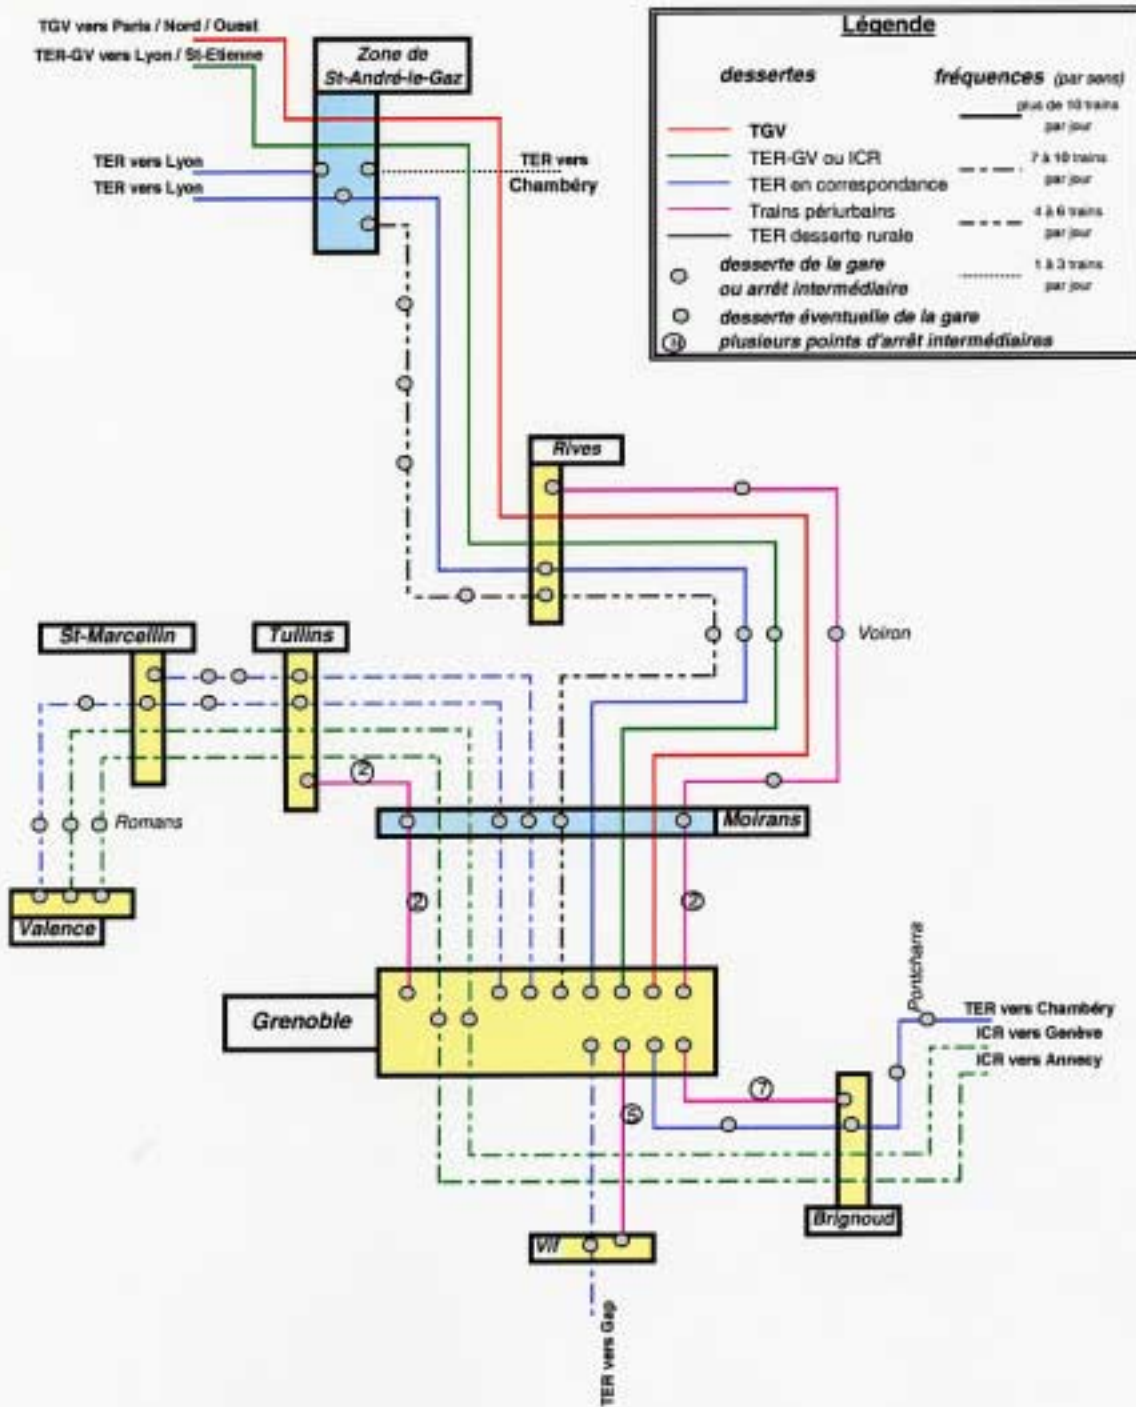 TGV vers Paris / Nord / Ouest
TER-GV vers Lyon / St-Etienne
Zone de
St-André-le-Gaz
TER vers Lyon
TER vers Lyon
TER vers
Chambéry
Légende
dessertes
fréquences (par sens)
TGV
TER-GV ou ICR
TER en correspondance
Trains périurbains
TER desserte rurale
plus de 10 trains
par jour
7 à 10 trains
par jour
4 à 6 trains
par jour
1 à 3 trains
par jour
desserte de la gare
ou arrêt intermédiaire
desserte éventuelle de la gare
plusieurs points d'arrêt intermédiaires
Rives
Voiron
St-Marcellin
Tullins
2
Romans
Valence
Moirans
2
2
Grenoble
Pontcharra
TER vers Chambéry
ICR vers Genève
ICR vers Annecy
7
5
Brignoud
Vif
TER vers Gap